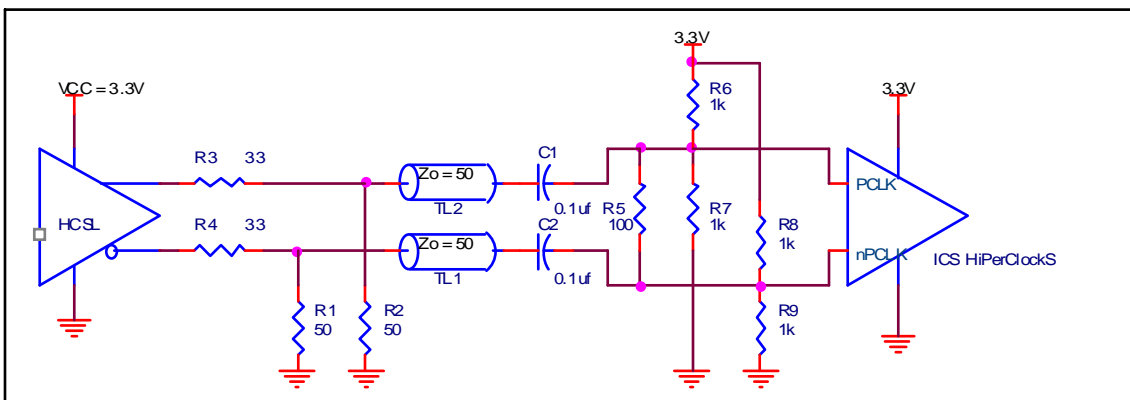 3.3V
VCC = 3.3V
R6
1k
3.3V
R3 33
C1
Zo = 50
TL2
0.1uf
PCLK
HCSL
R4 33
R5
100
R7
1k
C2
R8
1k
Zo = 50
TL1
0.1uf
nPCLK
ICS HiPerClockS
R1
50
R2
50
R9
1k